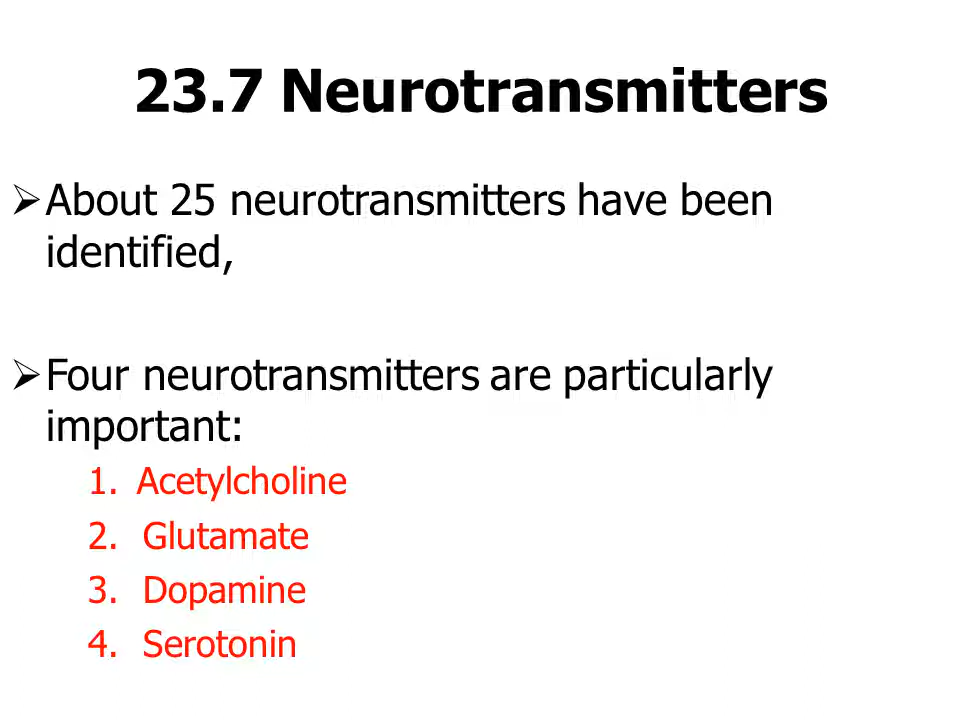 23.7 Neurotransmitters
➢About 25 neurotransmitters have been
identified,
➢Four neurotransmitters are particularly
important:
1. Acetylcholine
2. Glutamate
3. Dopamine
4. Serotonin